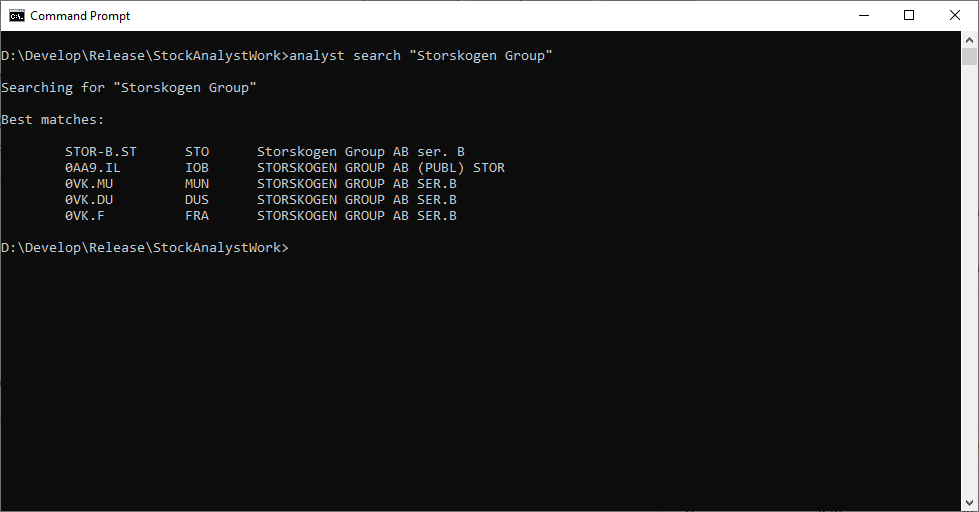 Command Prompt
D:\Develop\Release\StockAnalystWork>analyst search "Storskogen Group"
Searching for "Storskogen Group"
Best matches:
STOR-B.ST STO Storskogen Group AB ser. B
0AA9.IL IOB STORSKOGEN GROUP AB (PUBL) STOR
0VK.MU MUN STORSKOGEN GROUP AB SER.B
0VK.DU DUS STORSKOGEN GROUP AB SER.B
0VK.F FRA STORSKOGEN GROUP AB SER.B
D:\Develop\Release\StockAnalystWork>